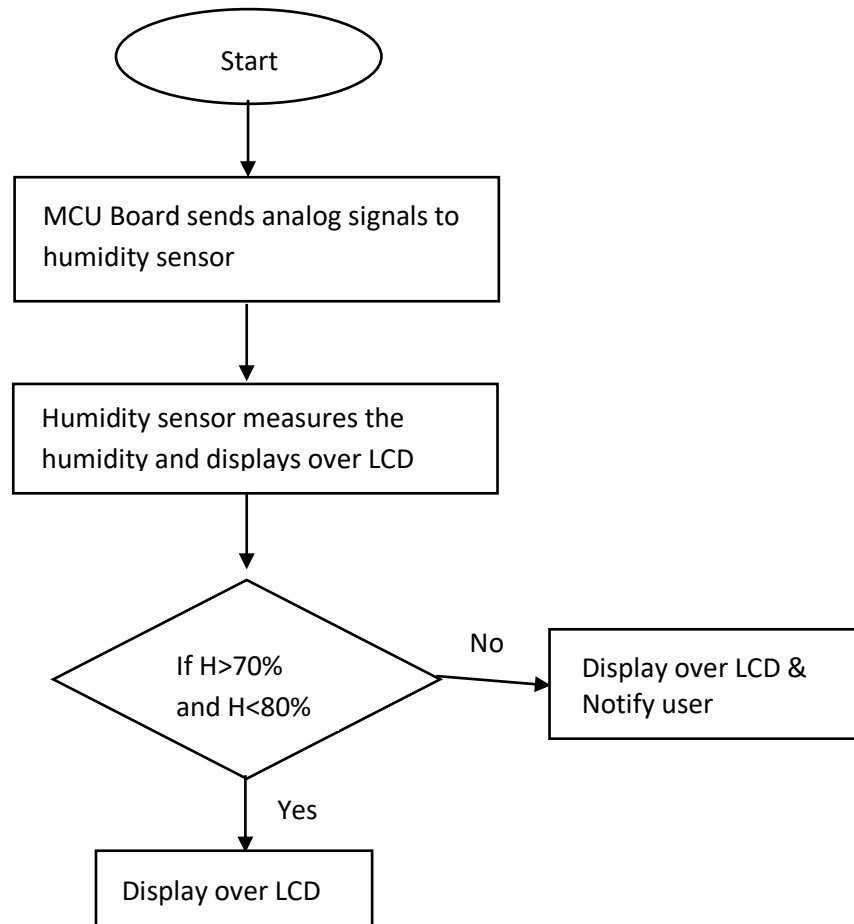 Start
MCU Board sends analog signals to
humidity sensor
Humidity sensor measures the
humidity and displays over LCD
If H>70%
and H<80%
No
Display over LCD &
Notify user
Yes
Display over LCD